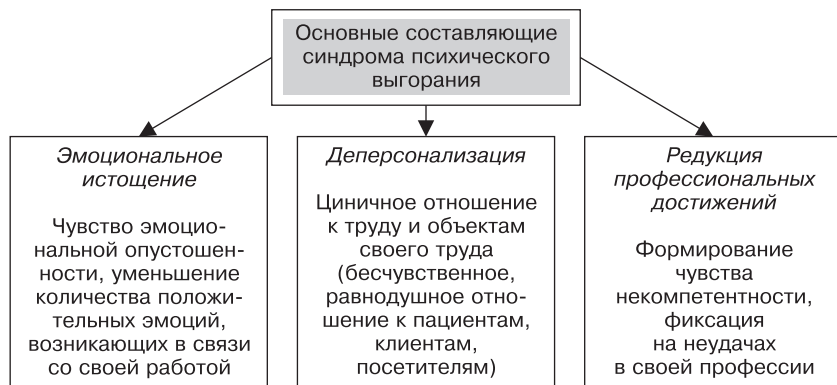 Основные составляющие
синдрома психического
выгорания
Эмоциональное
истощение
Чувство эмоцио-
нальной опустошен-
ности, уменьшение
количества положи-
тельных эмоций,
возникающих в связи
со своей работой
Деперсонализация
Циничное отношение
к труду и объектам
своего труда
(бесчувственное,
равнодушное отно-
шение к пациентам,
клиентам,
посетителям)
Редукция
профессиональных
достижений
Формирование
чувства
некомпетентности,
фиксация
на неудачах
в своей профессии